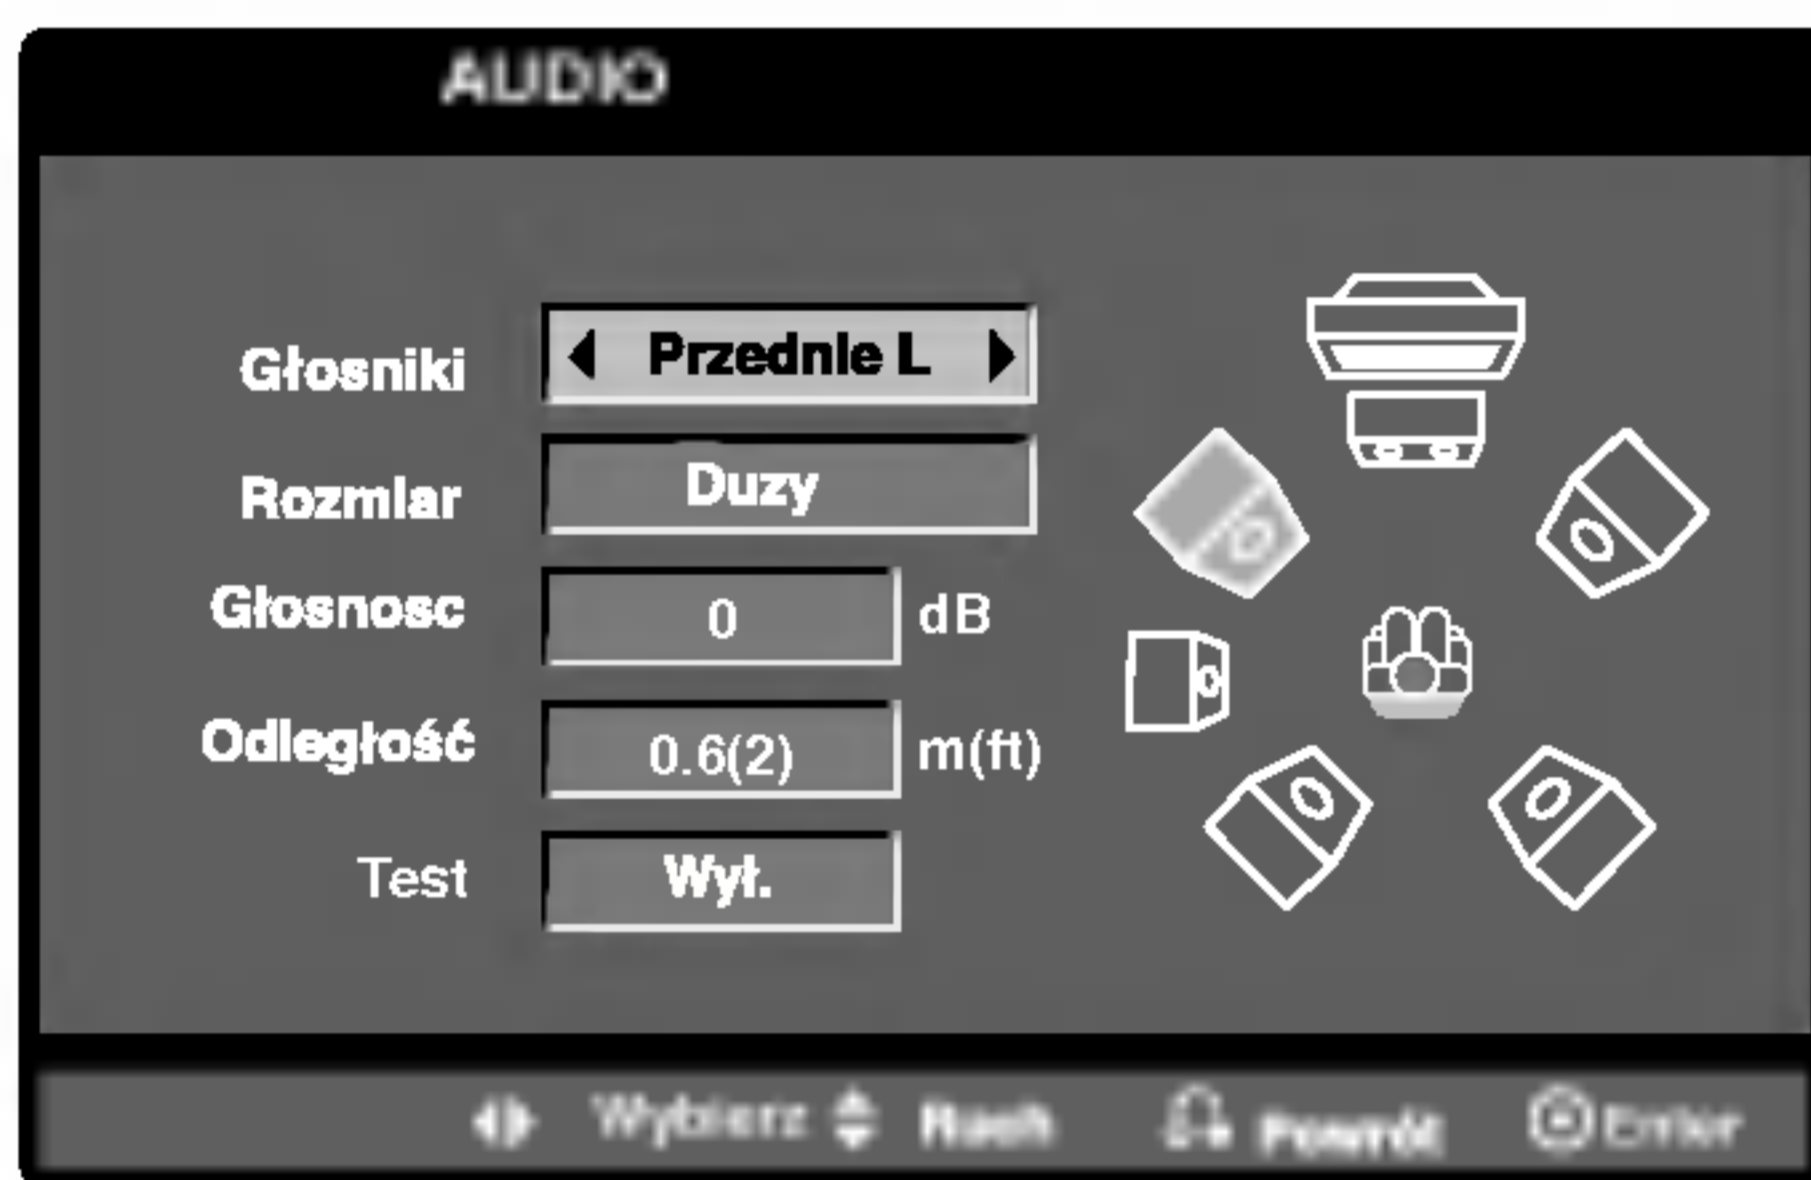 AUDIO
Głosniki Przednie L
Rozmiar Duzy
Głosnosc 0 dB
Odległość 0.6(2) m(ft)
Test Wył.
Wybierz Ruch Powrót Enter